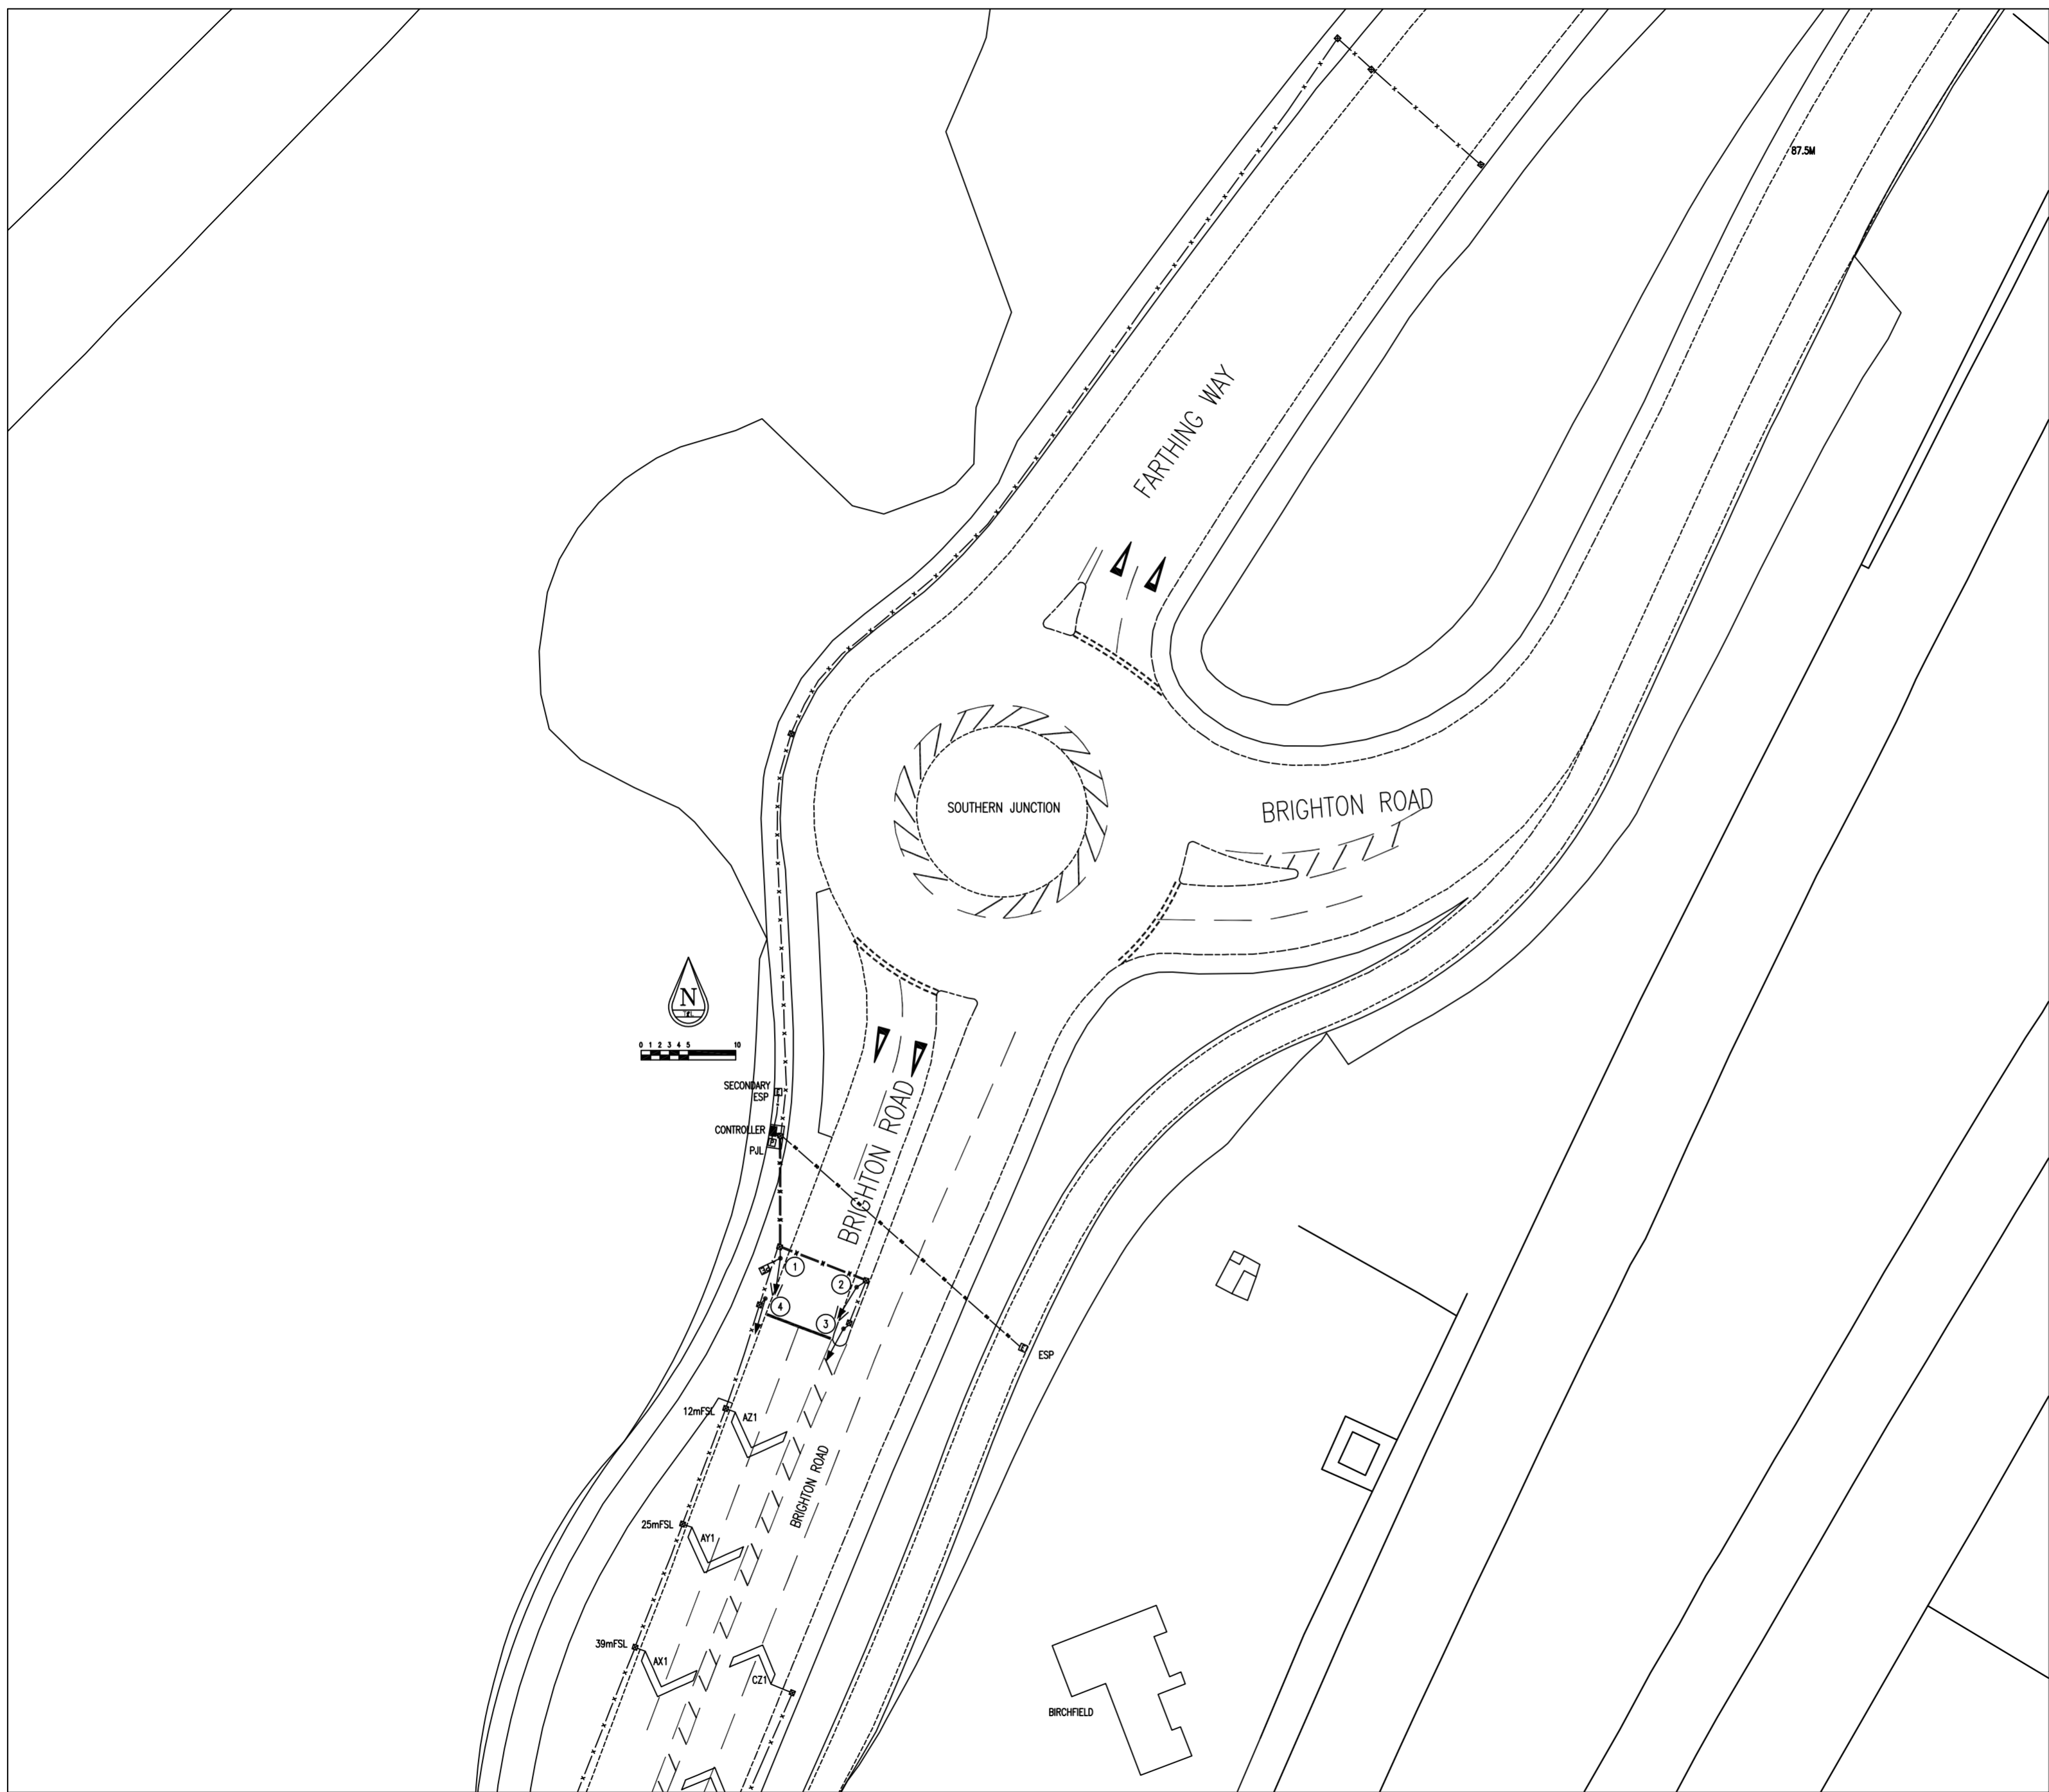 87.5M
FARTHING WAY
SOUTHERN JUNCTION
BRIGHTON ROAD
N
0 1 2 3 4 5 10
SECONDARY
ESP
CONTROLLER
PJL
BRIGHTON ROAD
1
2
3
4
ESP
12mFSL
AZ1
BRIGHTON ROAD
25mFSL
AY1
39mFSL
AX1
CZ1
BIRCHFIELD